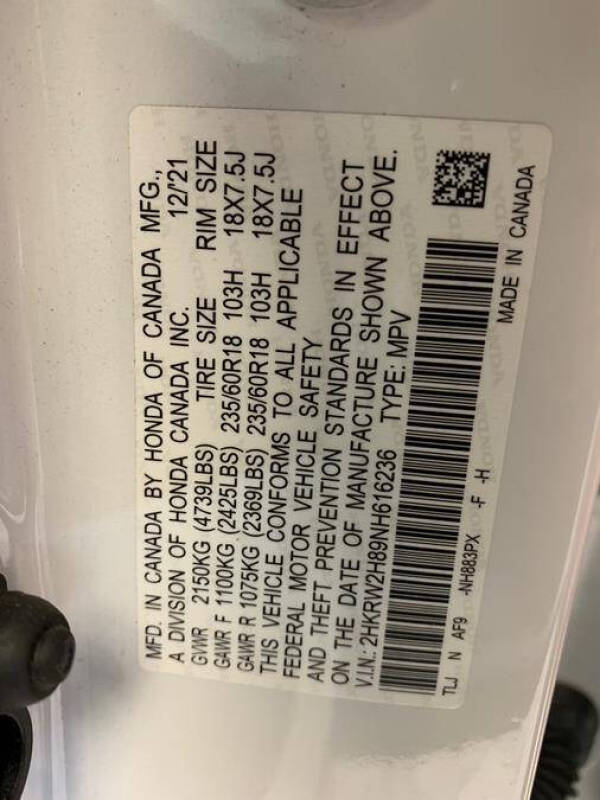 MFD. IN CANADA BY HONDA OF CANADA MFG.,
A DIVISION OF HONDA CANADA INC. 12/'21
GVWR 2150KG (4739LBS) TIRE SIZE RIM SIZE
GAWR F 1100KG (2425LBS) 235/60R18 103H 18X7.5J
GAWR R 1075KG (2369LBS) 235/60R18 103H 18X7.5J
THIS VEHICLE CONFORMS TO ALL APPLICABLE
FEDERAL MOTOR VEHICLE SAFETY
AND THEFT PREVENTION STANDARDS IN EFFECT
ON THE DATE OF MANUFACTURE SHOWN ABOVE.
V.I.N.: 2HKRW2H89NH616236 TYPE: MPV
TLJ N AF9 -NH883PX -F -H
MADE IN CANADA